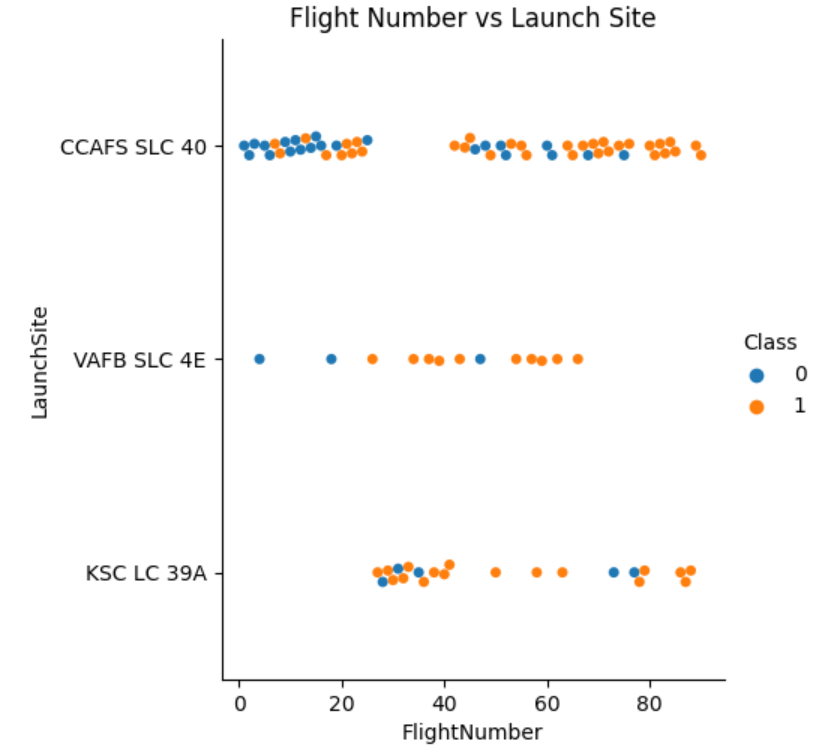 Flight Number vs Launch Site
CCAFS SLC 40
VAFB SLC 4E
KSC LC 39A
LaunchSite
0 20 40 60 80
FlightNumber
Class
0
1